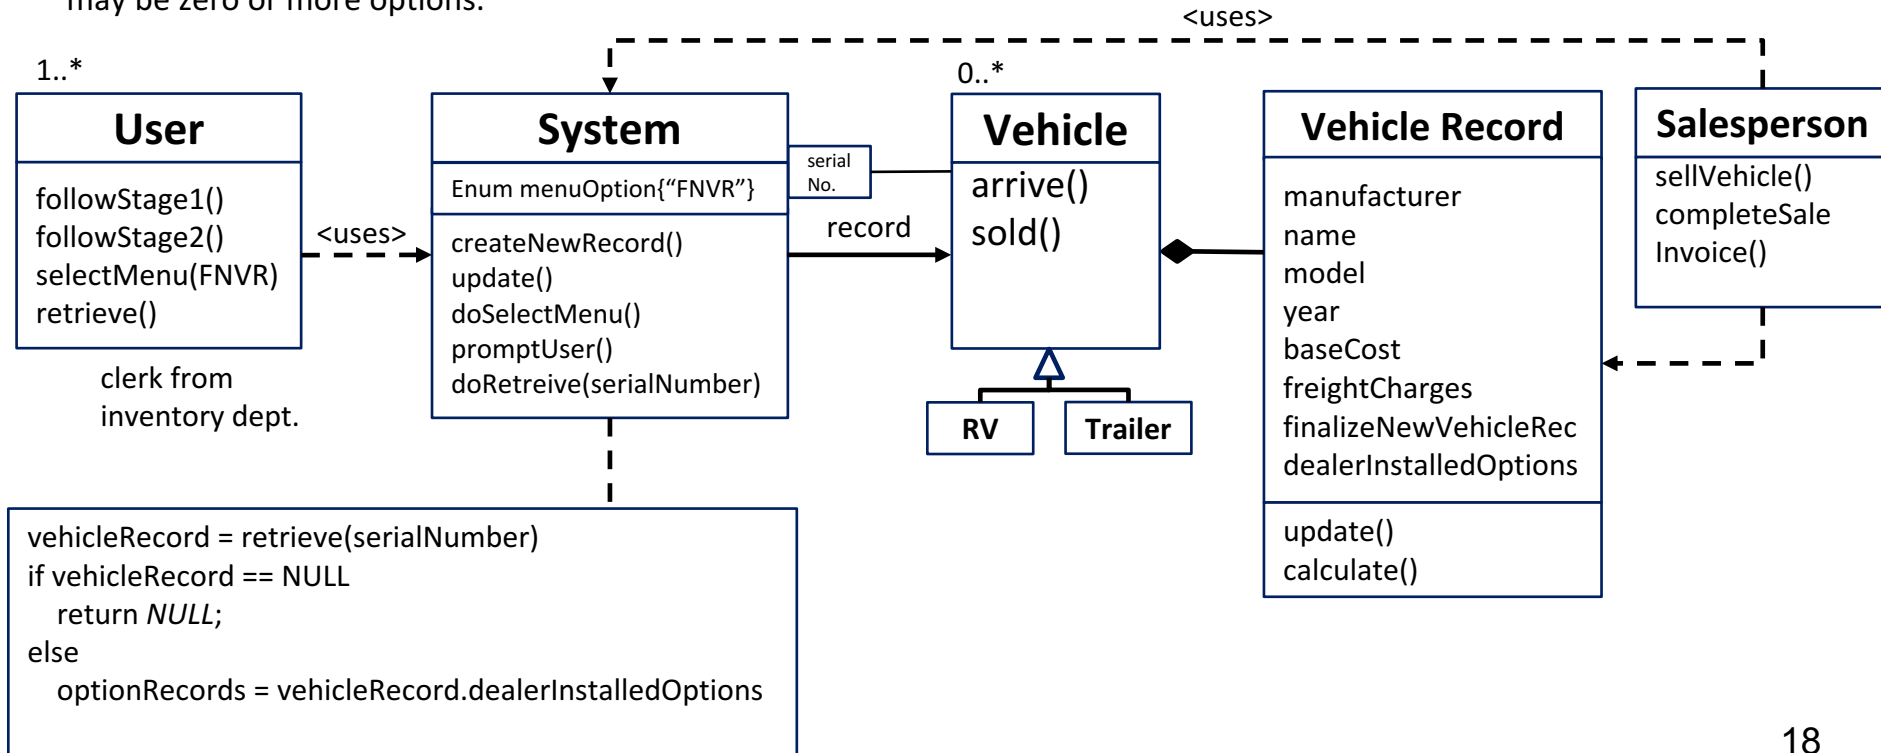 may be zero or more options.
<uses>
1..*
0..*
User
followStage1()
followStage2()
selectMenu(FNVR)
retrieve()
clerk from
inventory dept.
<uses>
System
Enum menuOption{“FNVR”}
createNewRecord()
update()
doSelectMenu()
promptUser()
doRetreive(serialNumber)
serial
No.
record
Vehicle
arrive()
sold()
RV
Trailer
Vehicle Record
manufacturer
name
model
year
baseCost
freightCharges
finalizeNewVehicleRec
dealerInstalledOptions
update()
calculate()
Salesperson
sellVehicle()
completeSale
Invoice()
vehicleRecord = retrieve(serialNumber)
if vehicleRecord == NULL
return NULL;
else
optionRecords = vehicleRecord.dealerInstalledOptions
18